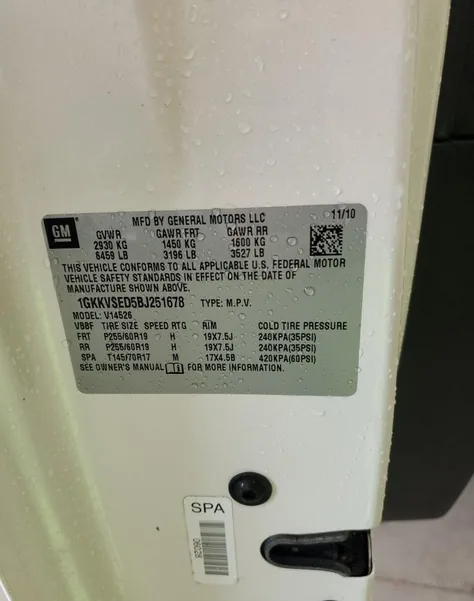 GM
MFD BY GENERAL MOTORS LLC 11/10
GVWR GAWR FRT GAWR RR
2930 KG 1450 KG 1600 KG
6459 LB 3196 LB 3527 LB
THIS VEHICLE CONFORMS TO ALL APPLICABLE U.S. FEDERAL MOTOR
VEHICLE SAFETY STANDARDS IN EFFECT ON THE DATE OF
MANUFACTURE SHOWN ABOVE.
1GKKVSED5BJ251678 TYPE: M.P.V.
MODEL: V14526
VBBF TIRE SIZE SPEED RTG RIM COLD TIRE PRESSURE
FRT P255/60R19 H 19X7.5J 240KPA(35PSI)
RR P255/60R19 H 19X7.5J 240KPA(35PSI)
SPA T145/70R17 M 17X4.5B 420KPA(60PSI)
SEE OWNER'S MANUAL FOR MORE INFORMATION.
SPA